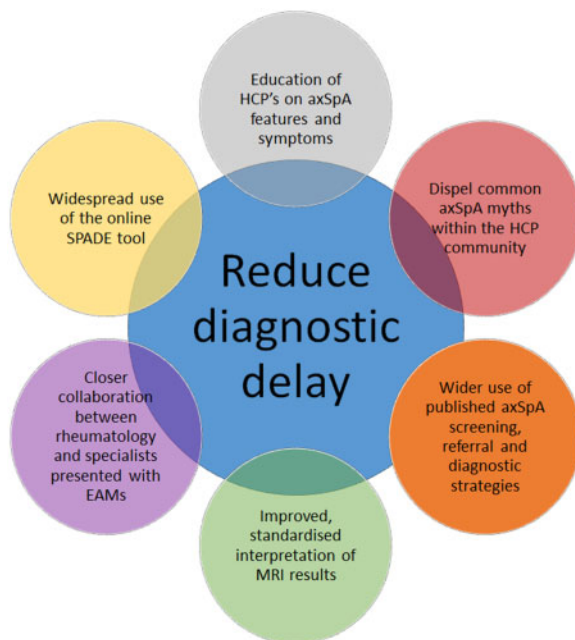 Education of
HCP's on axSpA
features and
symptoms
Dispel common
axSpA myths
within the HCP
community
Wider use of
published axSpA
screening,
referral and
diagnostic
strategies
Improved,
standardised
interpretation of
MRI results
Closer
collaboration
between
rheumatology
and specialists
presented with
EAMs
Widespread use
of the online
SPADE tool
Reduce
diagnostic
delay